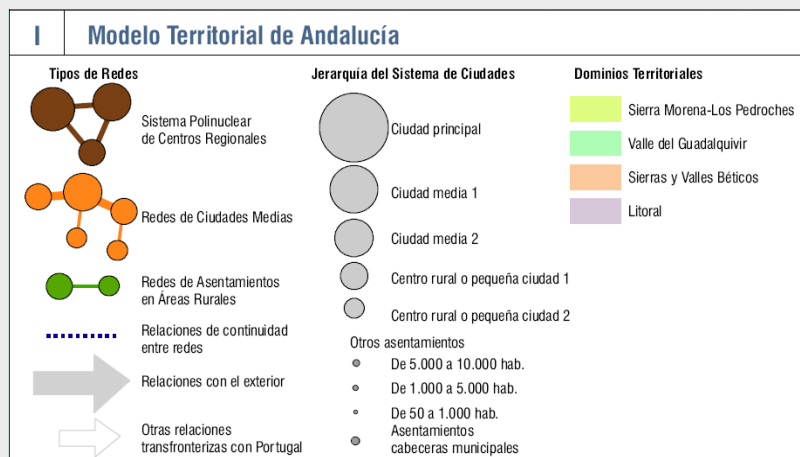 I
Modelo Territorial de Andalucía
Tipos de Redes
Sistema Polinuclear
de Centros Regionales
Redes de Ciudades Medias
Redes de Asentamientos
en Áreas Rurales
Relaciones de continuidad
entre redes
Relaciones con el exterior
Otras relaciones
transfronterizas con Portugal
Jerarquía del Sistema de Ciudades
Ciudad principal
Ciudad media 1
Ciudad media 2
Centro rural o pequeña ciudad 1
Centro rural o pequeña ciudad 2
Otros asentamientos
De 5.000 a 10.000 hab.
De 1.000 a 5.000 hab.
De 50 a 1.000 hab.
Asentamientos
cabeceras municipales
Dominios Territoriales
Sierra Morena-Los Pedroches
Valle del Guadalquivir
Sierras y Valles Béticos
Litoral